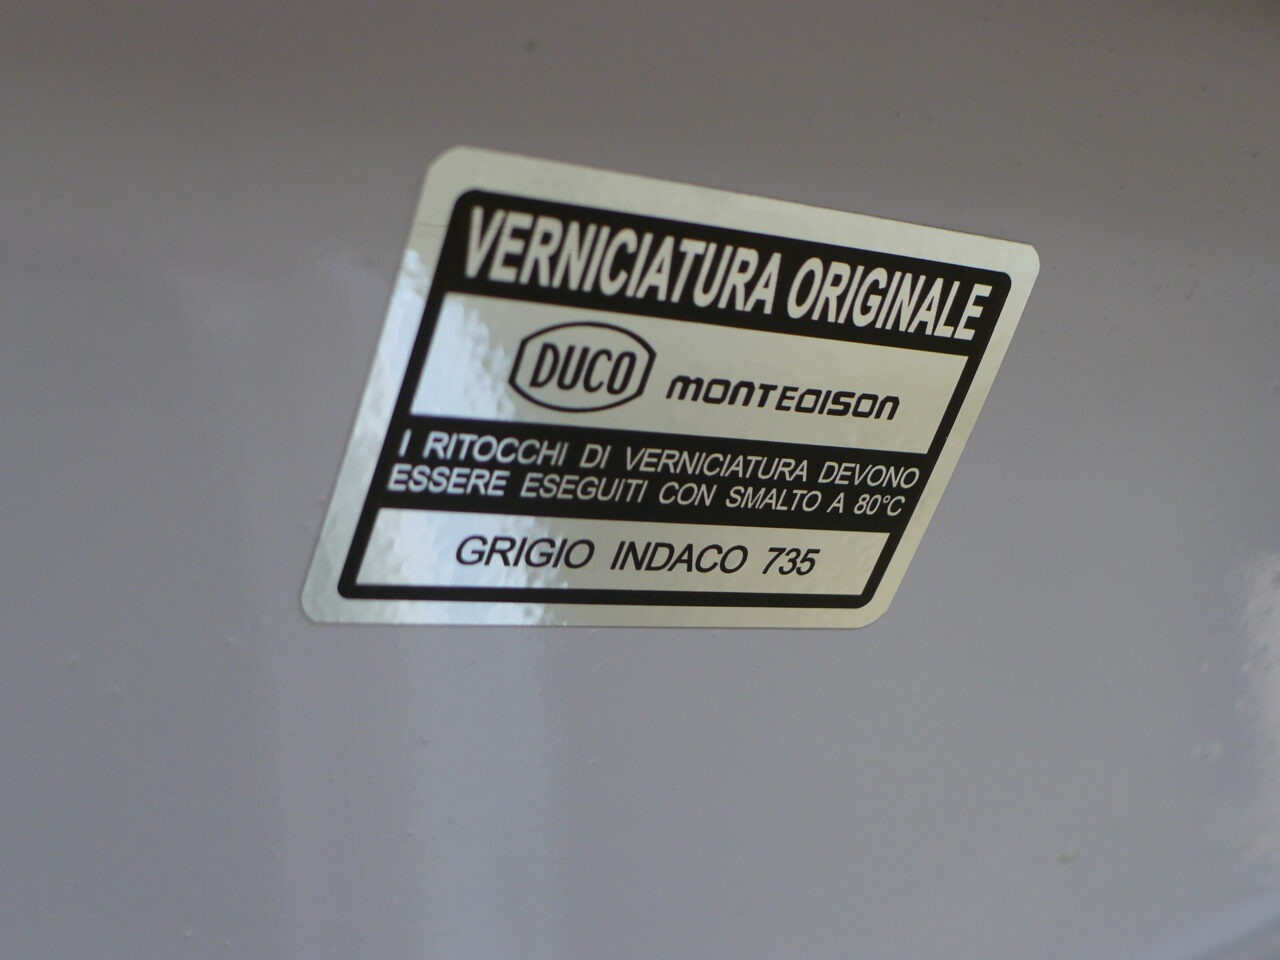 VERNICIATURA ORIGINALE
DUCO MONTEDISON
I RITOCCHI DI VERNICIATURA DEVONO
ESSERE ESEGUITI CON SMALTO A 80°C
GRIGIO INDACO 735